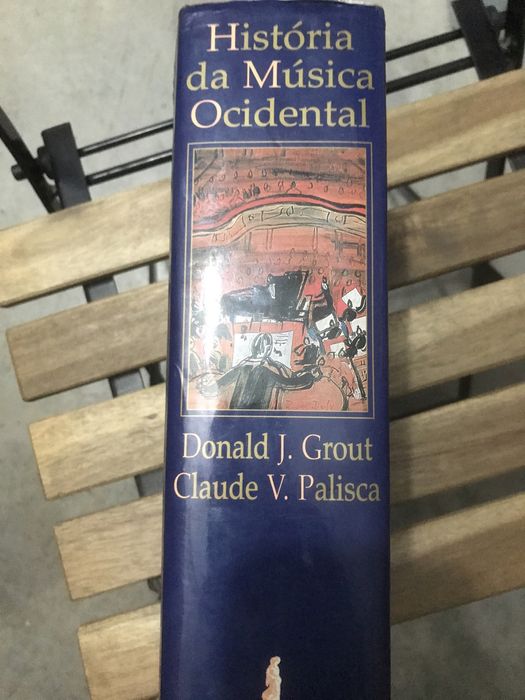 História
da Música
Ocidental
Donald J. Grout
Claude V. Palisca